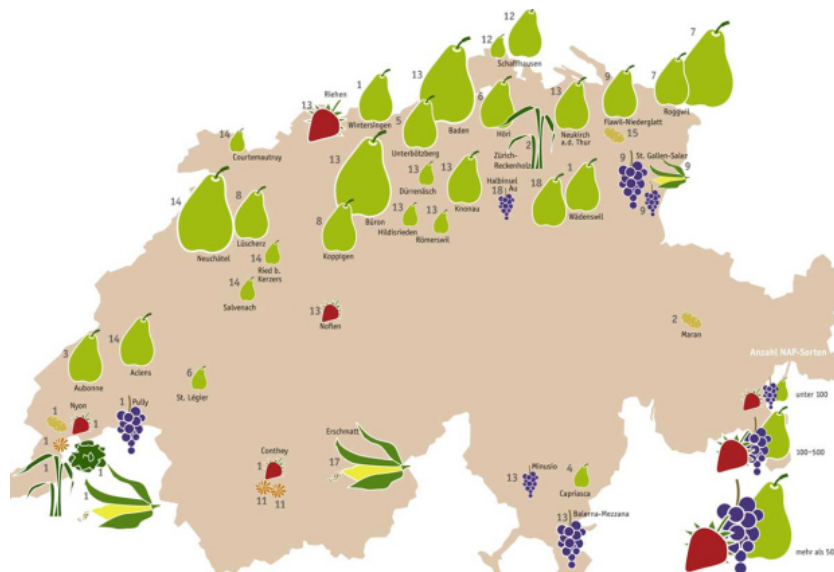 12
12
Schaffhausen
7
13
1
9
7
Riehen
13
6
13
Wintersingen
5
Baden
Höri
Flawil-Niederglatt
Roggwil
Unterbötzberg
2
Neukirch
a.d. Thur
15
14
Courtemautruy
Zürich-
Reckenholz
St. Gallen-Salez
9
9
13
13
13
Dürrenäsch
Halbinsel
Au
18
1
18
9
14
8
Knonau
Wädenswil
Büron
13
13
Hildisrieden
Römerswil
8
Löscherz
Koppigen
Neuchâtel
14
Ried b.
Kerzers
14
Salvenach
13
Noflen
2
Maran
14
3
Aclens
Aubonne
6
St. Légier
Anzahl NAP-Sorten
unter 100
Nyon
1
1
1
Pully
100–500
1
1
1
1
Erschmatt
17
Conthey
1
11
11
Minusio
13
4
Capriasca
Balerna-Mezzana
13
mehr als 50